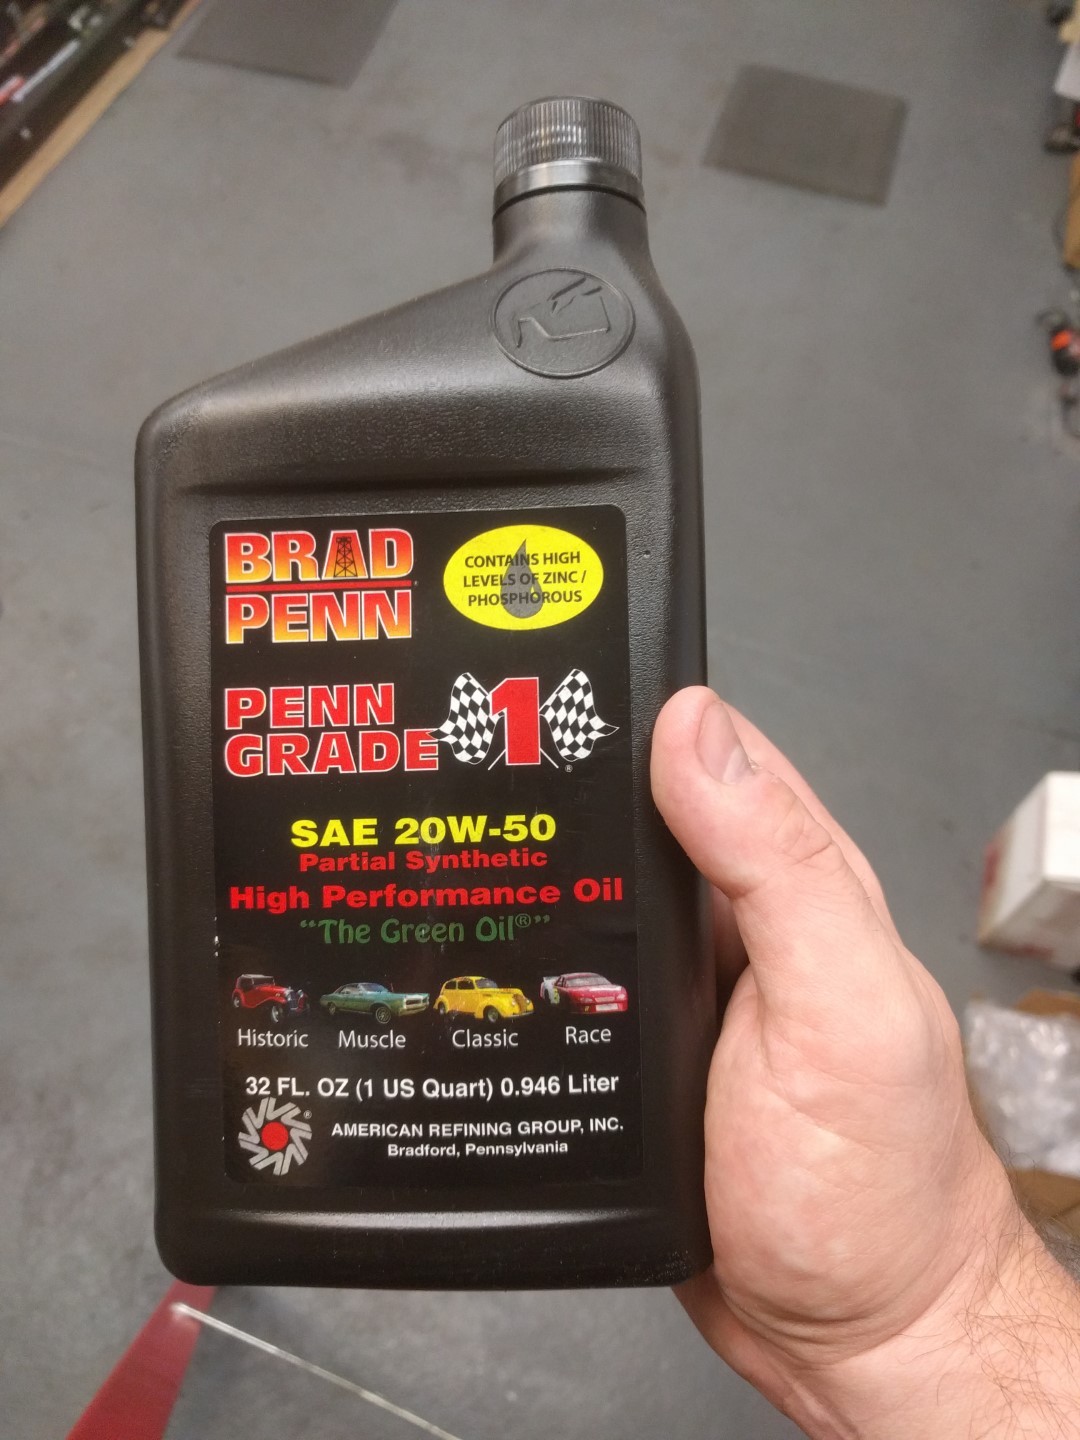 BRAD
PENN
CONTAINS HIGH
LEVELS OF ZINC /
PHOSPHOROUS
PENN
GRADE 1®
SAE 20W-50
Partial Synthetic
High Performance Oil
"The Green Oil®"
Historic Muscle Classic Race
32 FL. OZ (1 US Quart) 0.946 Liter
®
AMERICAN REFINING GROUP, INC.
Bradford, Pennsylvania